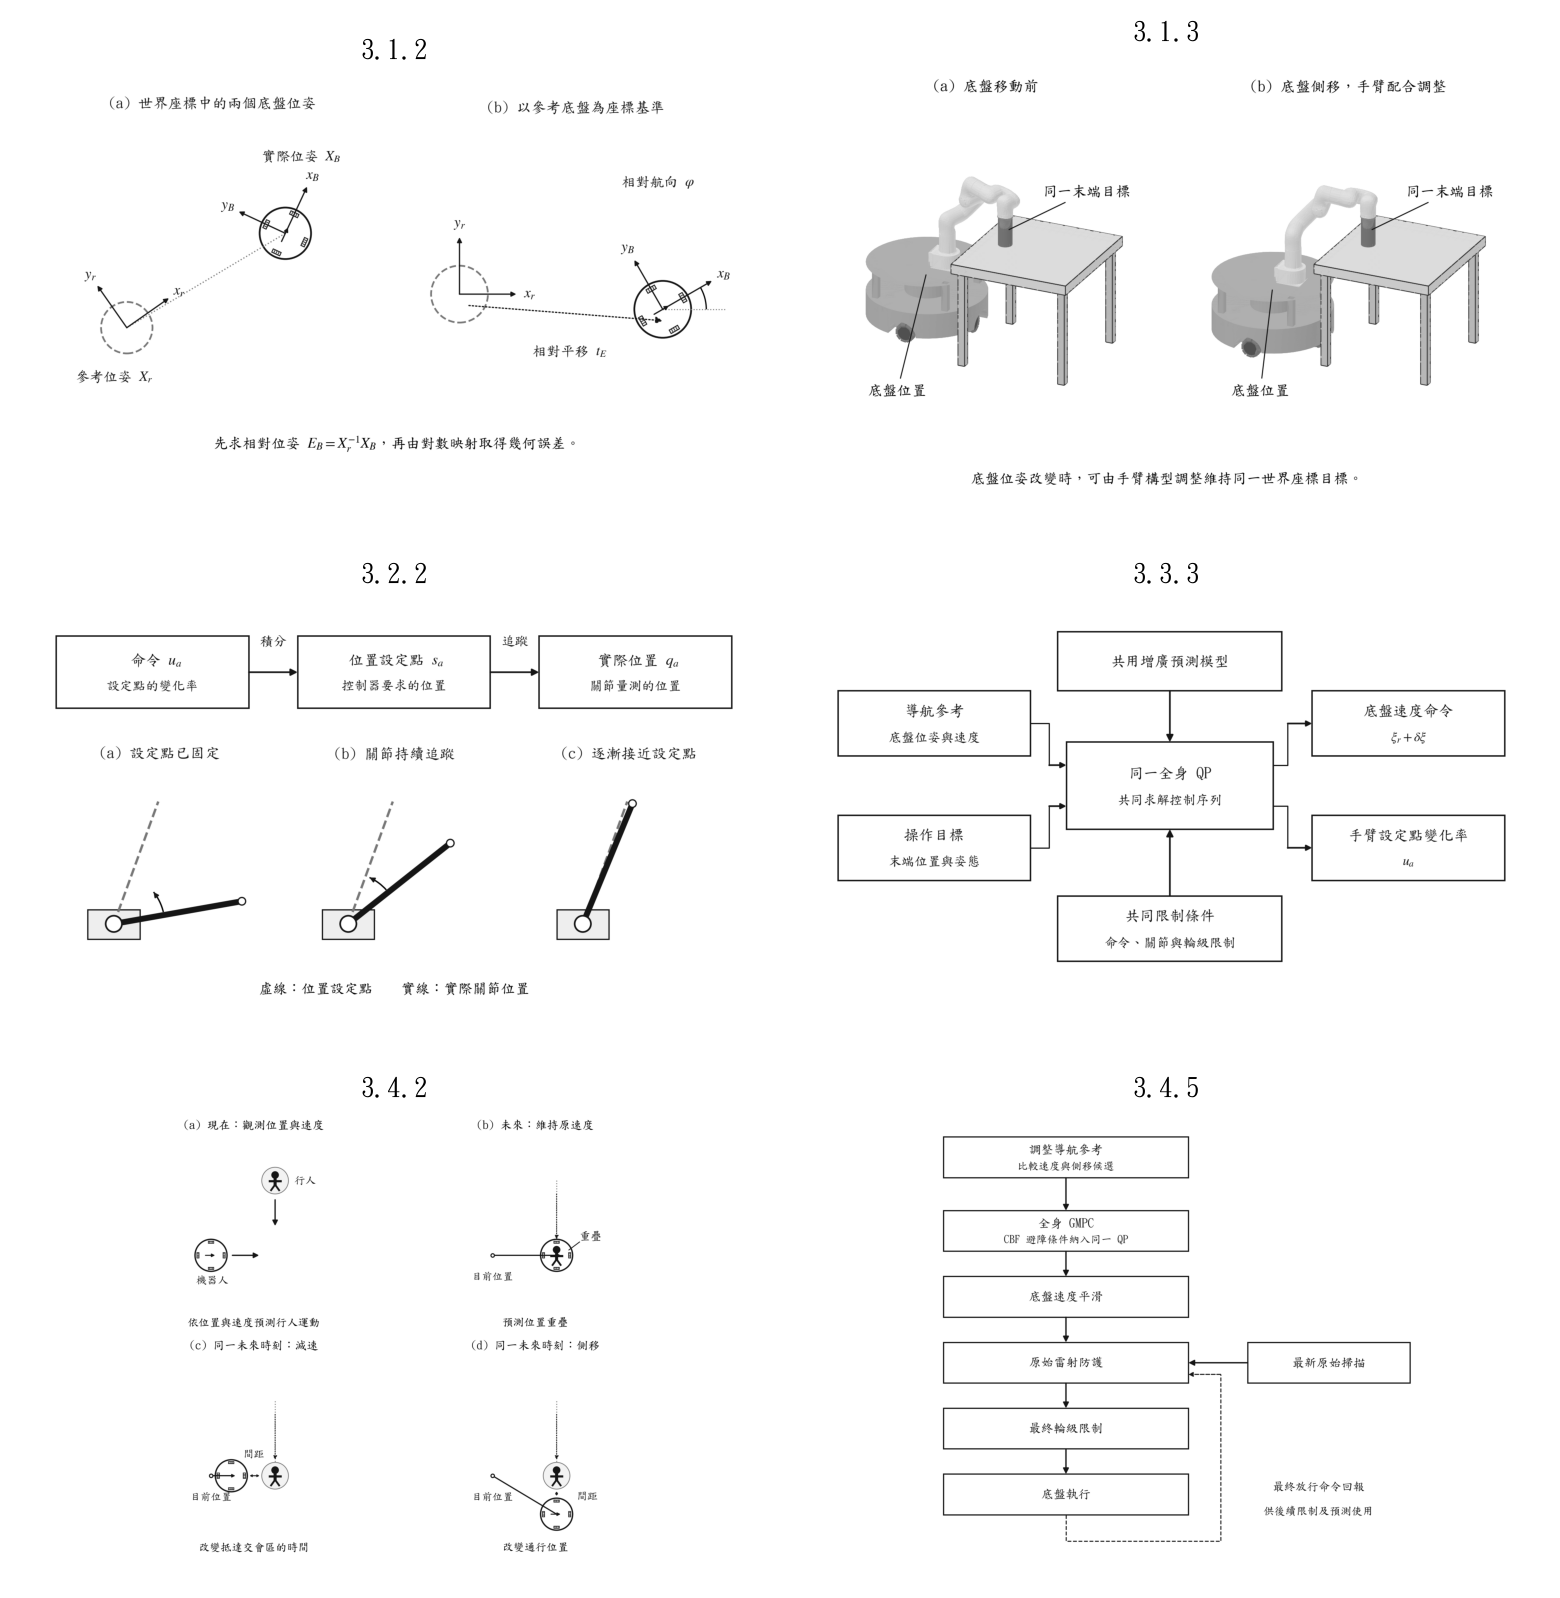 3.1.2
(a) 世界座標中的兩個底盤位姿
(b) 以參考底盤為座標基準
實際位姿 X_B
x_B
y_B
y_r
x_r
參考位姿 X_r
相對航向 φ
y_r
x_r
y_B
x_B
相對平移 t_E
先求相對位姿 E_B=X_r^{-1}X_B，再由對數映射取得幾何誤差。
3.1.3
(a) 底盤移動前
(b) 底盤側移，手臂配合調整
同一末端目標
底盤位置
同一末端目標
底盤位置
底盤位姿改變時，可由手臂構型調整維持同一世界座標目標。
3.2.2
命令 u_a
設定點的變化率
積分
位置設定點 s_a
控制器要求的位置
追蹤
實際位置 q_a
關節量測的位置
(a) 設定點已固定
(b) 關節持續追蹤
(c) 逐漸接近設定點
虛線：位置設定點 實線：實際關節位置
3.3.3
共用增廣預測模型
導航參考
底盤位姿與速度
操作目標
末端位置與姿態
同一全身 QP
共同求解控制序列
底盤速度命令
ξ_r+δξ
手臂設定點變化率
u_a
共同限制條件
命令、關節與輪級限制
3.4.2
(a) 現在：觀測位置與速度
行人
機器人
依位置與速度預測行人運動
(b) 未來：維持原速度
重疊
目前位置
預測位置重疊
(c) 同一未來時刻：減速
間距
目前位置
改變抵達交會區的時間
(d) 同一未來時刻：側移
目前位置
間距
改變通行位置
3.4.5
調整導航參考
比較速度與側移候選
全身 GMPC
CBF 避障條件納入同一 QP
底盤速度平滑
原始雷射防護
最新原始掃描
最終輪級限制
底盤執行
最終放行命令回報
供後續限制及預測使用